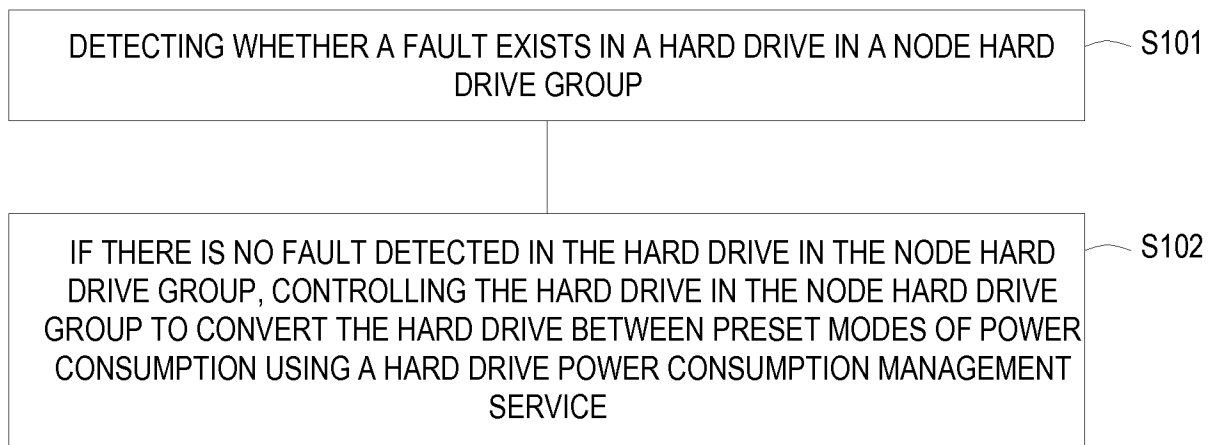 DETECTING WHETHER A FAULT EXISTS IN A HARD DRIVE IN A NODE HARD
DRIVE GROUP
S101
IF THERE IS NO FAULT DETECTED IN THE HARD DRIVE IN THE NODE HARD
DRIVE GROUP, CONTROLLING THE HARD DRIVE IN THE NODE HARD DRIVE
GROUP TO CONVERT THE HARD DRIVE BETWEEN PRESET MODES OF POWER
CONSUMPTION USING A HARD DRIVE POWER CONSUMPTION MANAGEMENT
SERVICE
S102